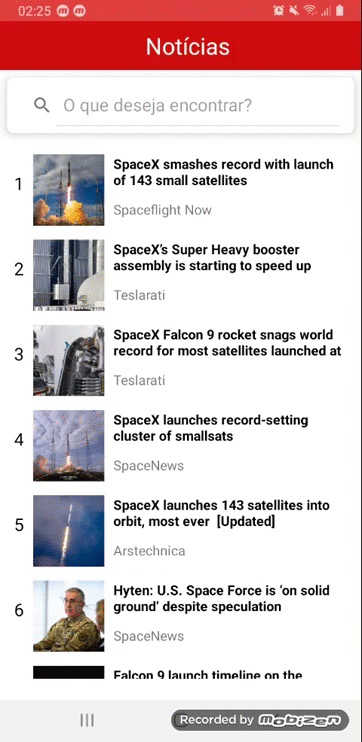 02:25
Notícias
O que deseja encontrar?
1
SpaceX smashes record with launch
of 143 small satellites
Spaceflight Now
2
SpaceX’s Super Heavy booster
assembly is starting to speed up
Teslarati
3
SpaceX Falcon 9 rocket snags world
record for most satellites launched at
Teslarati
4
SpaceX launches record-setting
cluster of smallsats
SpaceNews
5
SpaceX launches 143 satellites into
orbit, most ever [Updated]
Arstechnica
6
Hyten: U.S. Space Force is ‘on solid
ground’ despite speculation
SpaceNews
Falcon 9 launch timeline on the
Recorded by mobizen